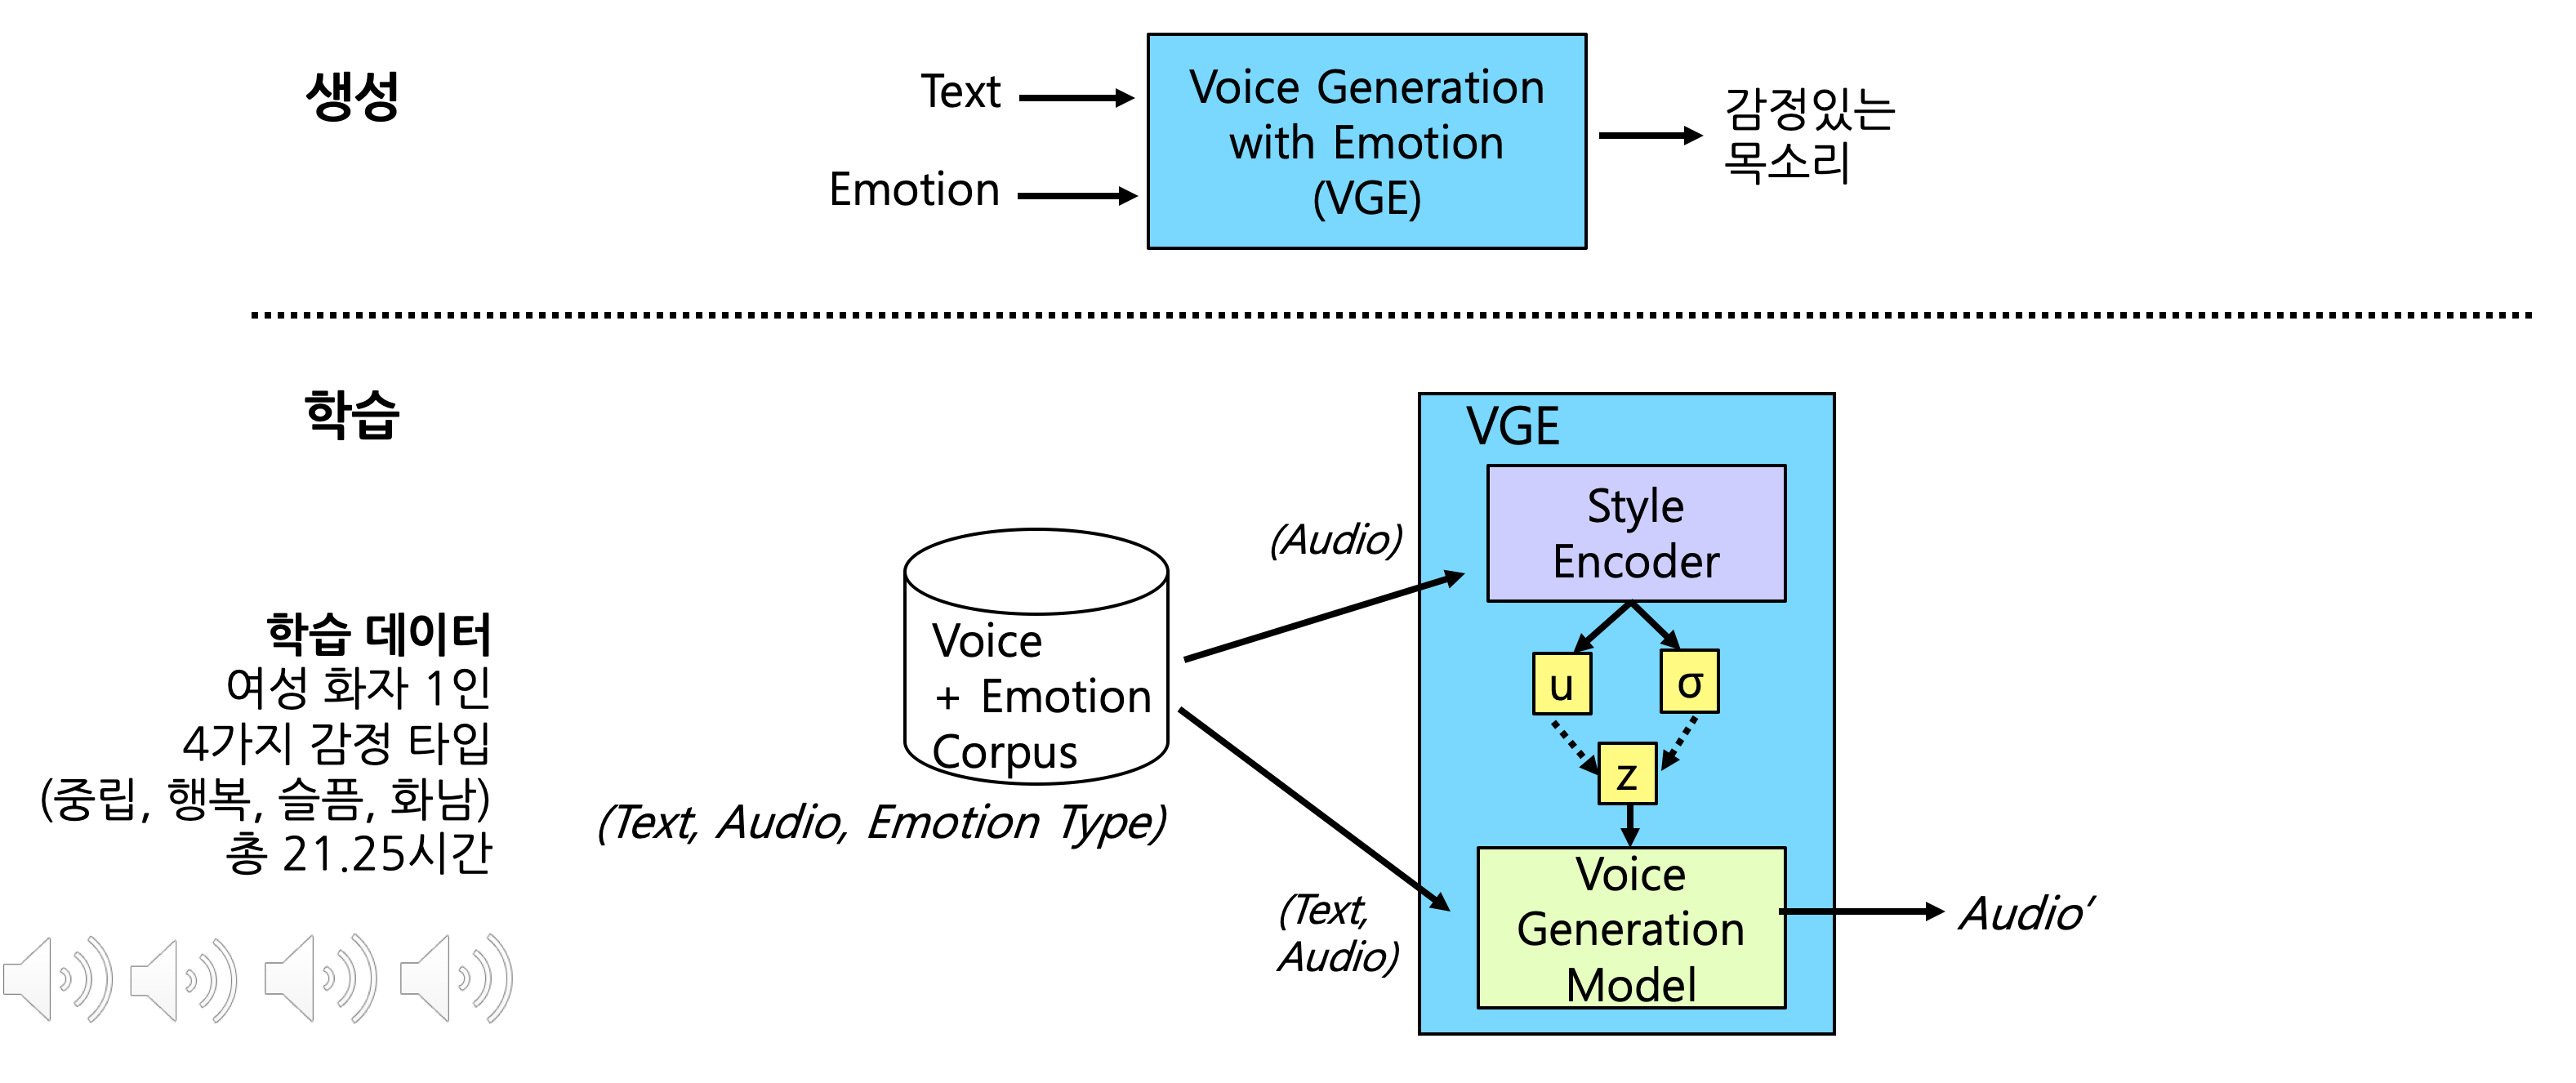 생성
Text
Emotion
Voice Generation
with Emotion
(VGE)
감정있는
목소리
학습
학습 데이터
여성 화자 1인
4가지 감정 타입
(중립, 행복, 슬픔, 화남)
총 21.25시간
Voice
+ Emotion
Corpus
(Text, Audio, Emotion Type)
(Audio)
(Text,
Audio)
VGE
Style
Encoder
u
σ
z
Voice
Generation
Model
Audio’